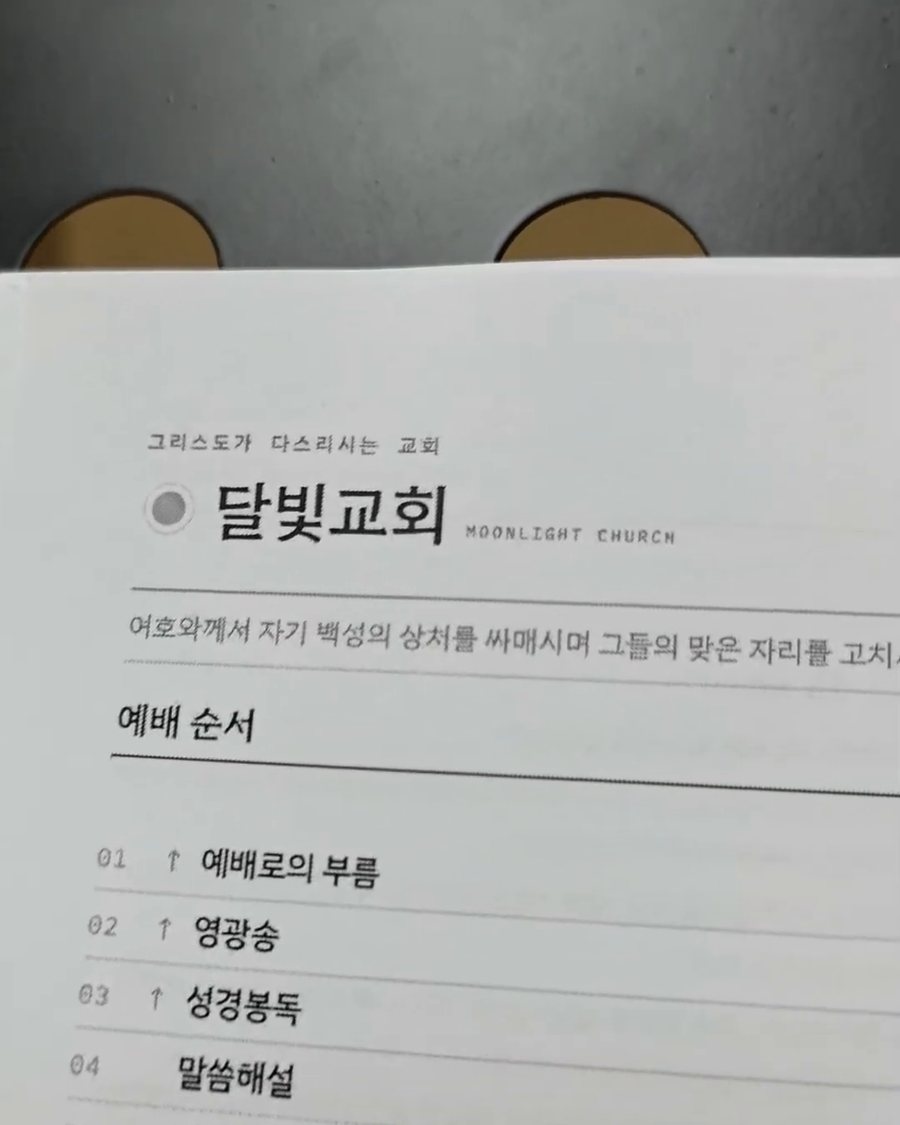 그리스도가 다스리시는 교회
달빛교회 MOONLIGHT CHURCH
여호와께서 자기 백성의 상처를 싸매시며 그들의 맞은 자리를 고치
예배 순서
01 ↑ 예배로의 부름
02 ↑ 영광송
03 ↑ 성경봉독
04 말씀해설